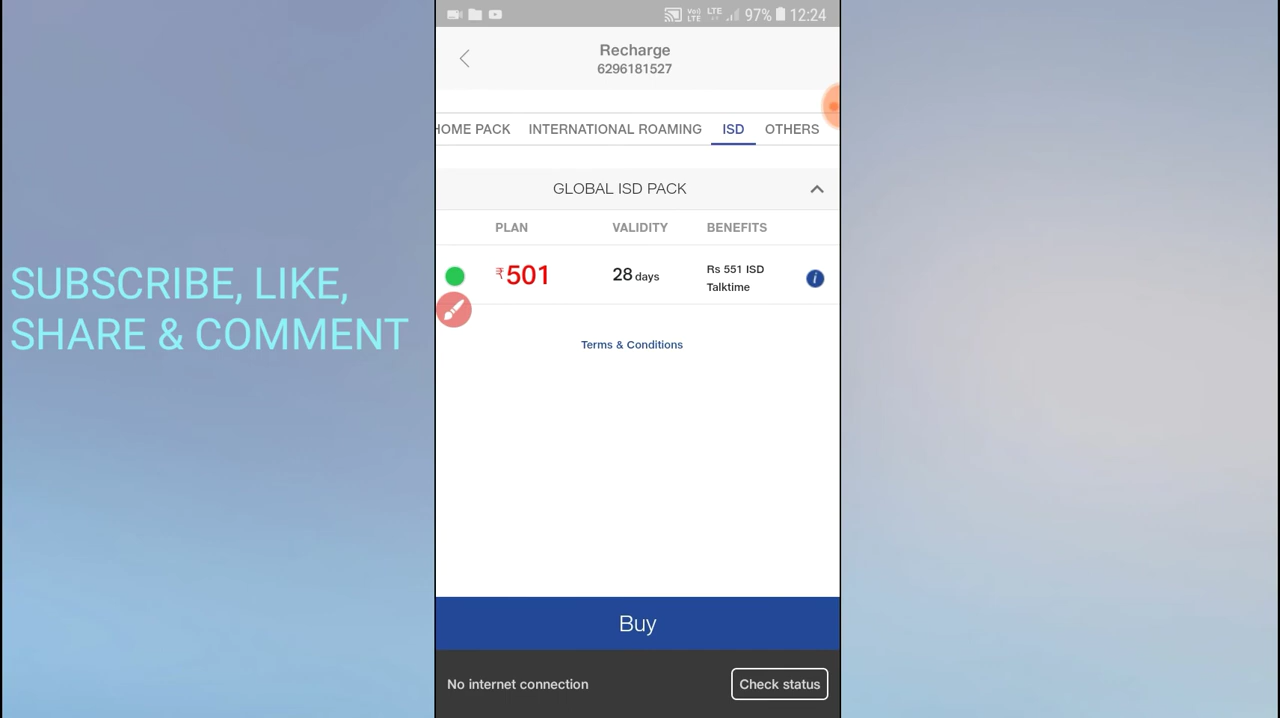 97% 12:24
Recharge
6296181527
HOME PACK INTERNATIONAL ROAMING ISD OTHERS
GLOBAL ISD PACK
PLAN VALIDITY BENEFITS
₹501 28 days Rs 551 ISD
Talktime
Terms & Conditions
Buy
No internet connection Check status
SUBSCRIBE, LIKE,
SHARE & COMMENT